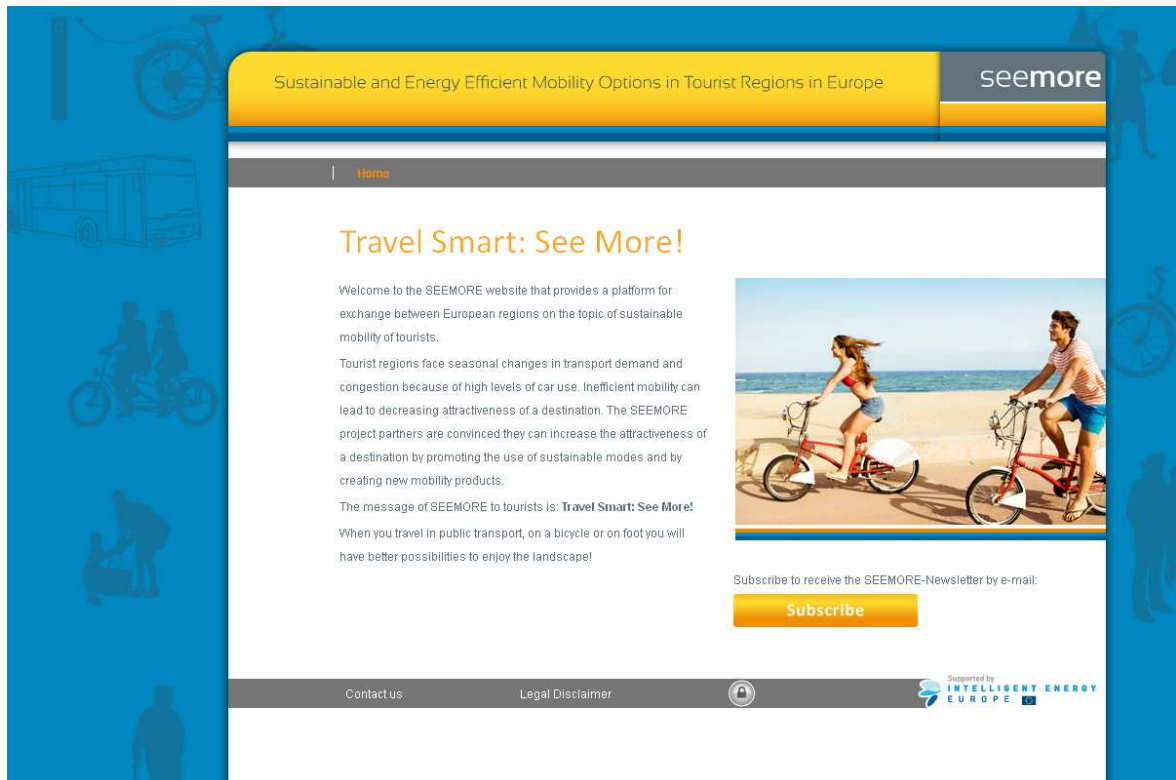 Sustainable and Energy Efficient Mobility Options in Tourist Regions in Europe
seemore
Home
Travel Smart: See More!
Welcome to the SEEMORE website that provides a platform for
exchange between European regions on the topic of sustainable
mobility of tourists.
Tourist regions face seasonal changes in transport demand and
congestion because of high levels of car use. Inefficient mobility can
lead to decreasing attractiveness of a destination. The SEEMORE
project partners are convinced they can increase the attractiveness of
a destination by promoting the use of sustainable modes and by
creating new mobility products.
The message of SEEMORE to tourists is: Travel Smart: See More!
When you travel in public transport, on a bicycle or on foot you will
have better possibilities to enjoy the landscape!
Subscribe to receive the SEEMORE-Newsletter by e-mail:
Subscribe
Contact us
Legal Disclaimer
Supported by
INTELLIGENT ENERGY
EUROPE